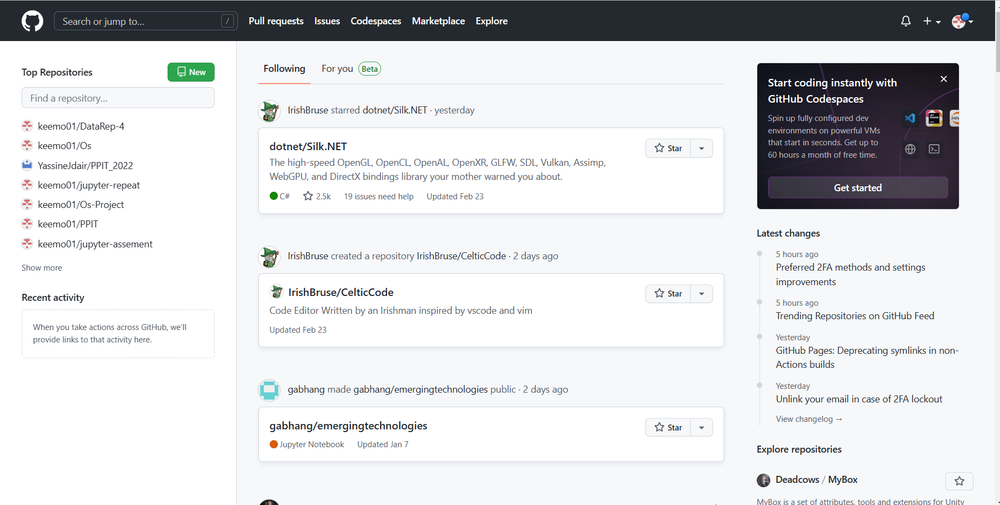 Search or jump to... /
Pull requests
Issues
Codespaces
Marketplace
Explore
Top Repositories
New
Find a repository...
keemo01/DataRep-4
keemo01/Os
YassineJdair/PPIT_2022
keemo01/jupyter-repeat
keemo01/Os-Project
keemo01/PPIT
keemo01/jupyter-assement
Show more
Recent activity
When you take actions across GitHub, we'll
provide links to that activity here.
Following
For you Beta
IrishBruse starred dotnet/Silk.NET · yesterday
dotnet/Silk.NET
Star
The high-speed OpenGL, OpenCL, OpenAL, OpenXR, GLFW, SDL, Vulkan, Assimp,
WebGPU, and DirectX bindings library your mother warned you about.
C# 2.5k 19 issues need help Updated Feb 23
IrishBruse created a repository IrishBruse/CelticCode · 2 days ago
IrishBruse/CelticCode
Star
Code Editor Written by an Irishman inspired by vscode and vim
Updated Feb 23
gabhang made gabhang/emergingtechnologies public · 2 days ago
gabhang/emergingtechnologies
Star
Jupyter Notebook Updated Jan 7
Start coding instantly with
GitHub Codespaces
Spin up fully configured dev
environments on powerful VMs
that start in seconds. Get up to
60 hours a month of free time.
Get started
Latest changes
5 hours ago
Preferred 2FA methods and settings
improvements
5 hours ago
Trending Repositories on GitHub Feed
Yesterday
GitHub Pages: Deprecating symlinks in non-
Actions builds
Yesterday
Unlink your email in case of 2FA lockout
View changelog →
Explore repositories
Deadcows / MyBox
MyBox is a set of attributes, tools and extensions for Unity